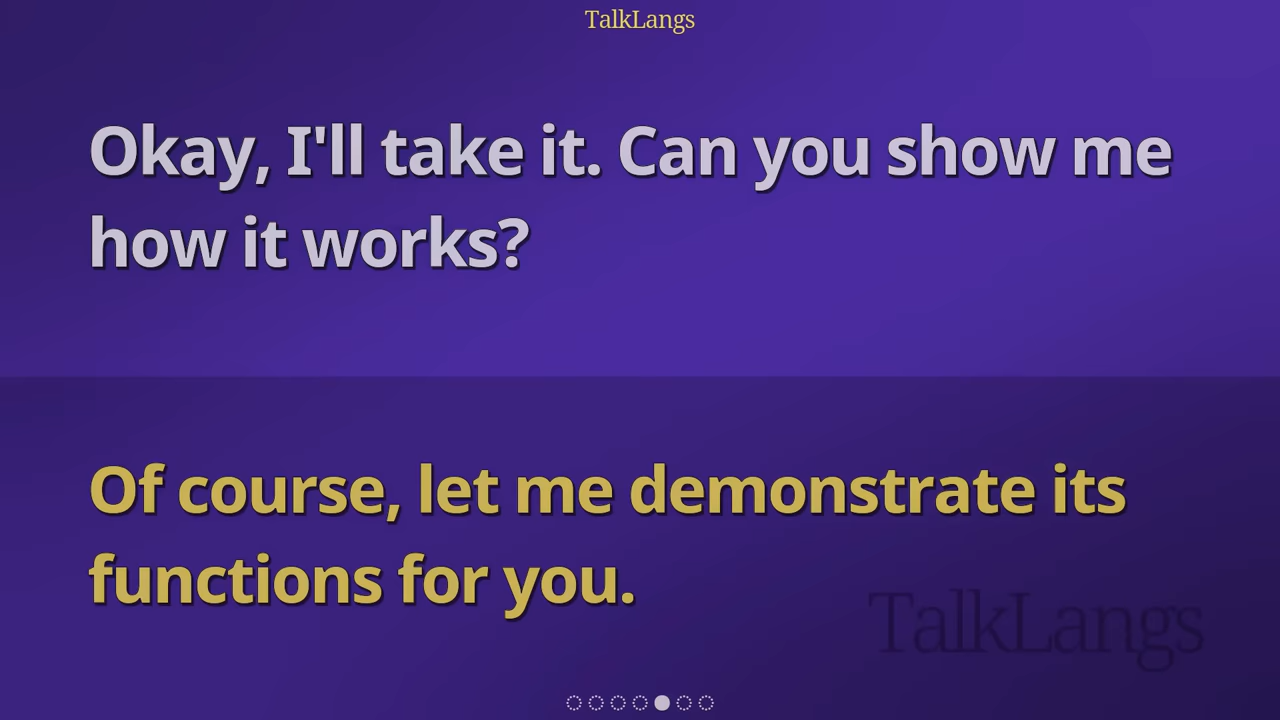 TalkLangs
Okay, I'll take it. Can you show me
how it works?
Of course, let me demonstrate its
functions for you.
TalkLangs